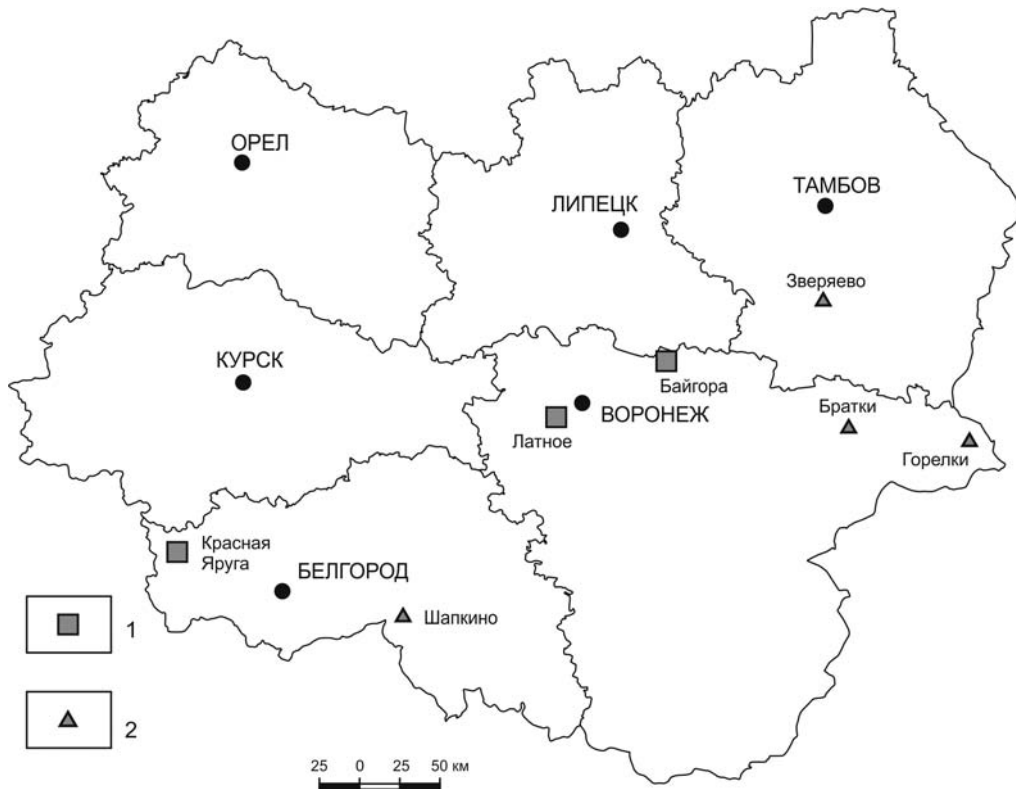 ОРЕЛ
ЛИПЕЦК
ТАМБОВ
Зверяево
КУРСК
Байгора
ВОРОНЕЖ
Латное
Братки
Горелки
Красная
Яруга
БЕЛГОРОД
Шапкино
1
2
25 0 25 50 км